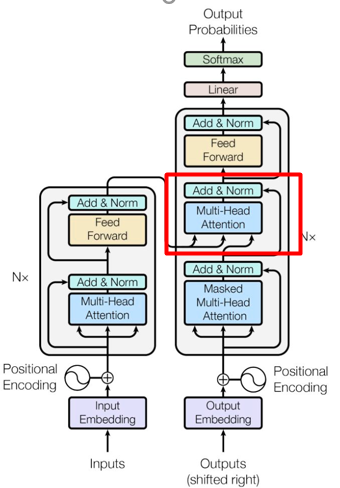 Output
Probabilities
Softmax
Linear
Add & Norm
Feed
Forward
Add & Norm
Multi-Head
Attention
Add & Norm
Masked
Multi-Head
Attention
Nx
Add & Norm
Feed
Forward
Add & Norm
Multi-Head
Attention
N×
Positional
Encoding
Positional
Encoding
Input
Embedding
Output
Embedding
Inputs
Outputs
(shifted right)